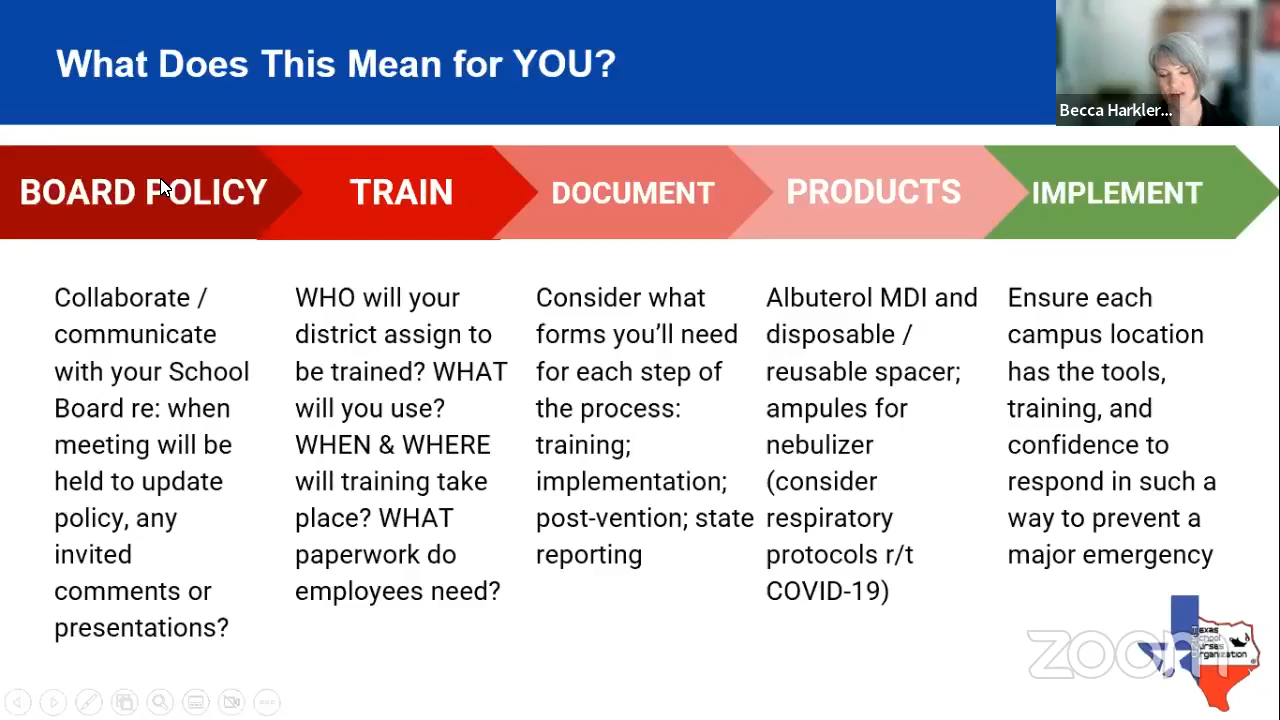 What Does This Mean for YOU?
Becca Harkler...
BOARD POLICY
TRAIN
DOCUMENT
PRODUCTS
IMPLEMENT
Collaborate /
communicate
with your School
Board re: when
meeting will be
held to update
policy, any
invited
comments or
presentations?
WHO will your
district assign to
be trained? WHAT
will you use?
WHEN & WHERE
will training take
place? WHAT
paperwork do
employees need?
Consider what
forms you’ll need
for each step of
the process:
training;
implementation;
post-vention; state
reporting
Albuterol MDI and
disposable /
reusable spacer;
ampules for
nebulizer
(consider
respiratory
protocols r/t
COVID-19)
Ensure each
campus location
has the tools,
training, and
confidence to
respond in such a
way to prevent a
major emergency
zoom
Texas
School
Nurses
Organization